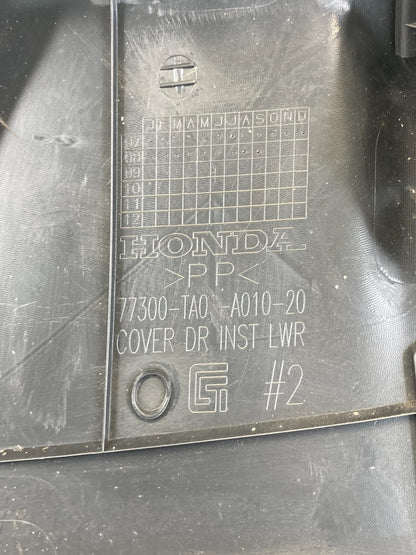 J F M A M J J A S O N D
07
08
09
10
11
12
HONDA
>PP<
77300-TA0 -A010-20
COVER DR INST LWR
#2